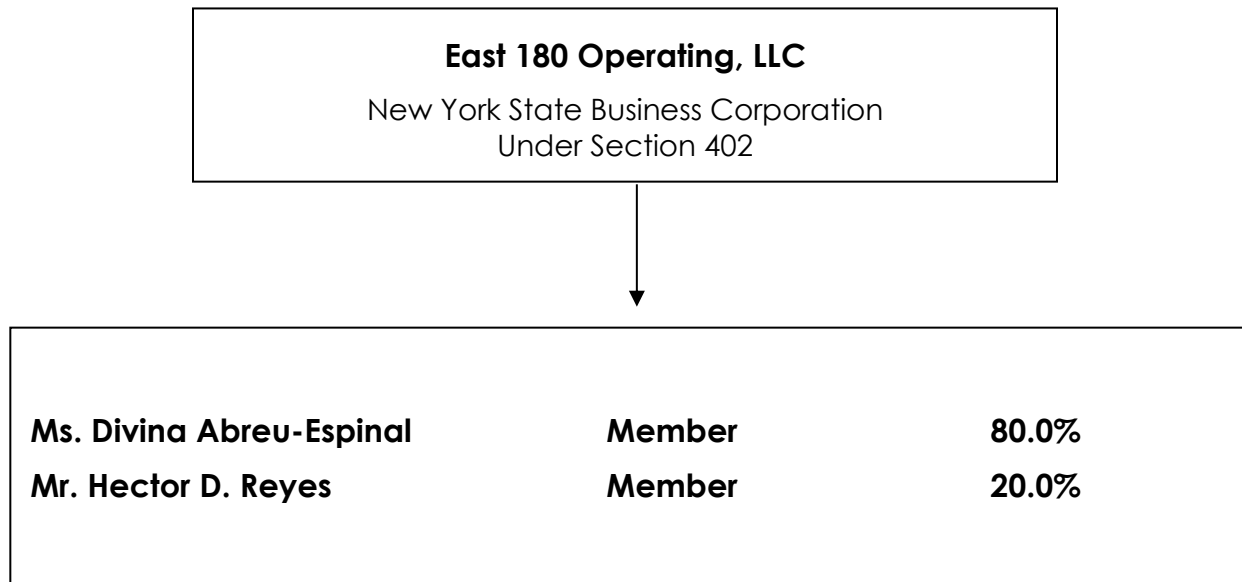 East 180 Operating, LLC
New York State Business Corporation
Under Section 402
Ms. Divina Abreu-Espinal Member 80.0%
Mr. Hector D. Reyes Member 20.0%